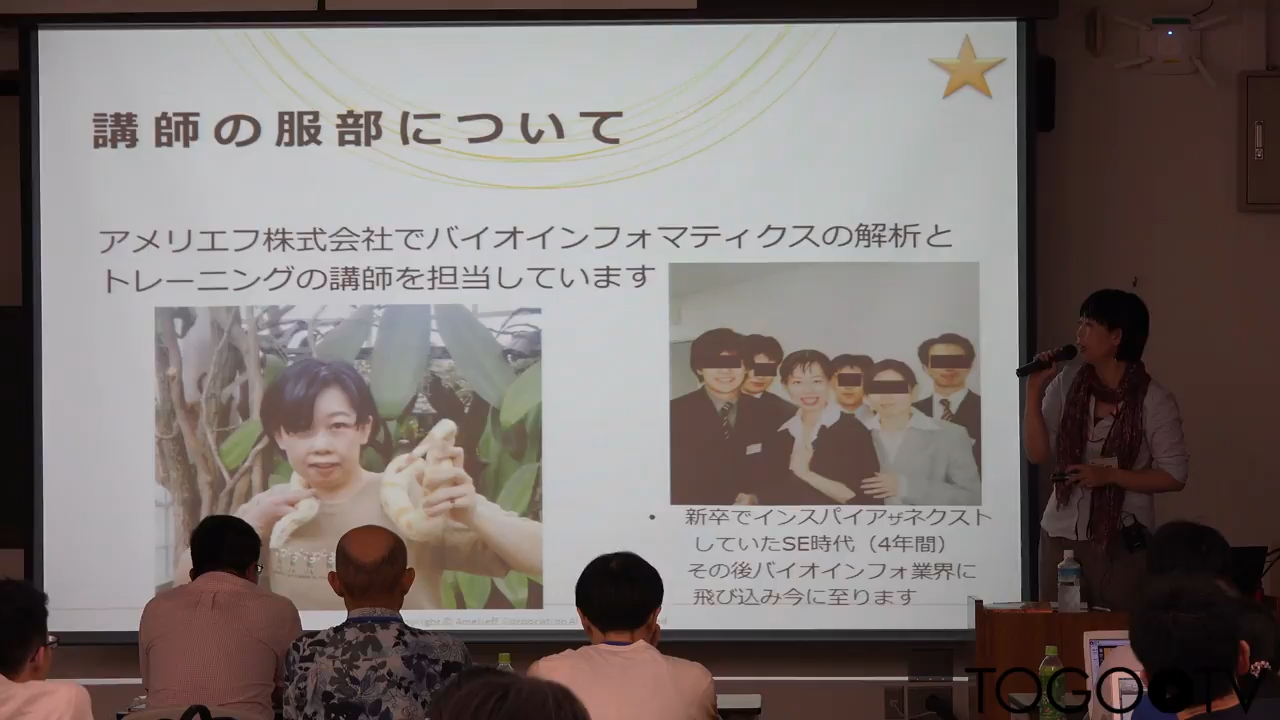 講師の服部について
アメリエフ株式会社でバイオインフォマティクスの解析と
トレーニングの講師を担当しています
• 新卒でインスパイアザネクスト
していたSE時代（4年間）
その後バイオインフォ業界に
飛び込み今に至ります
Amelieff Corporation
TOGO TV